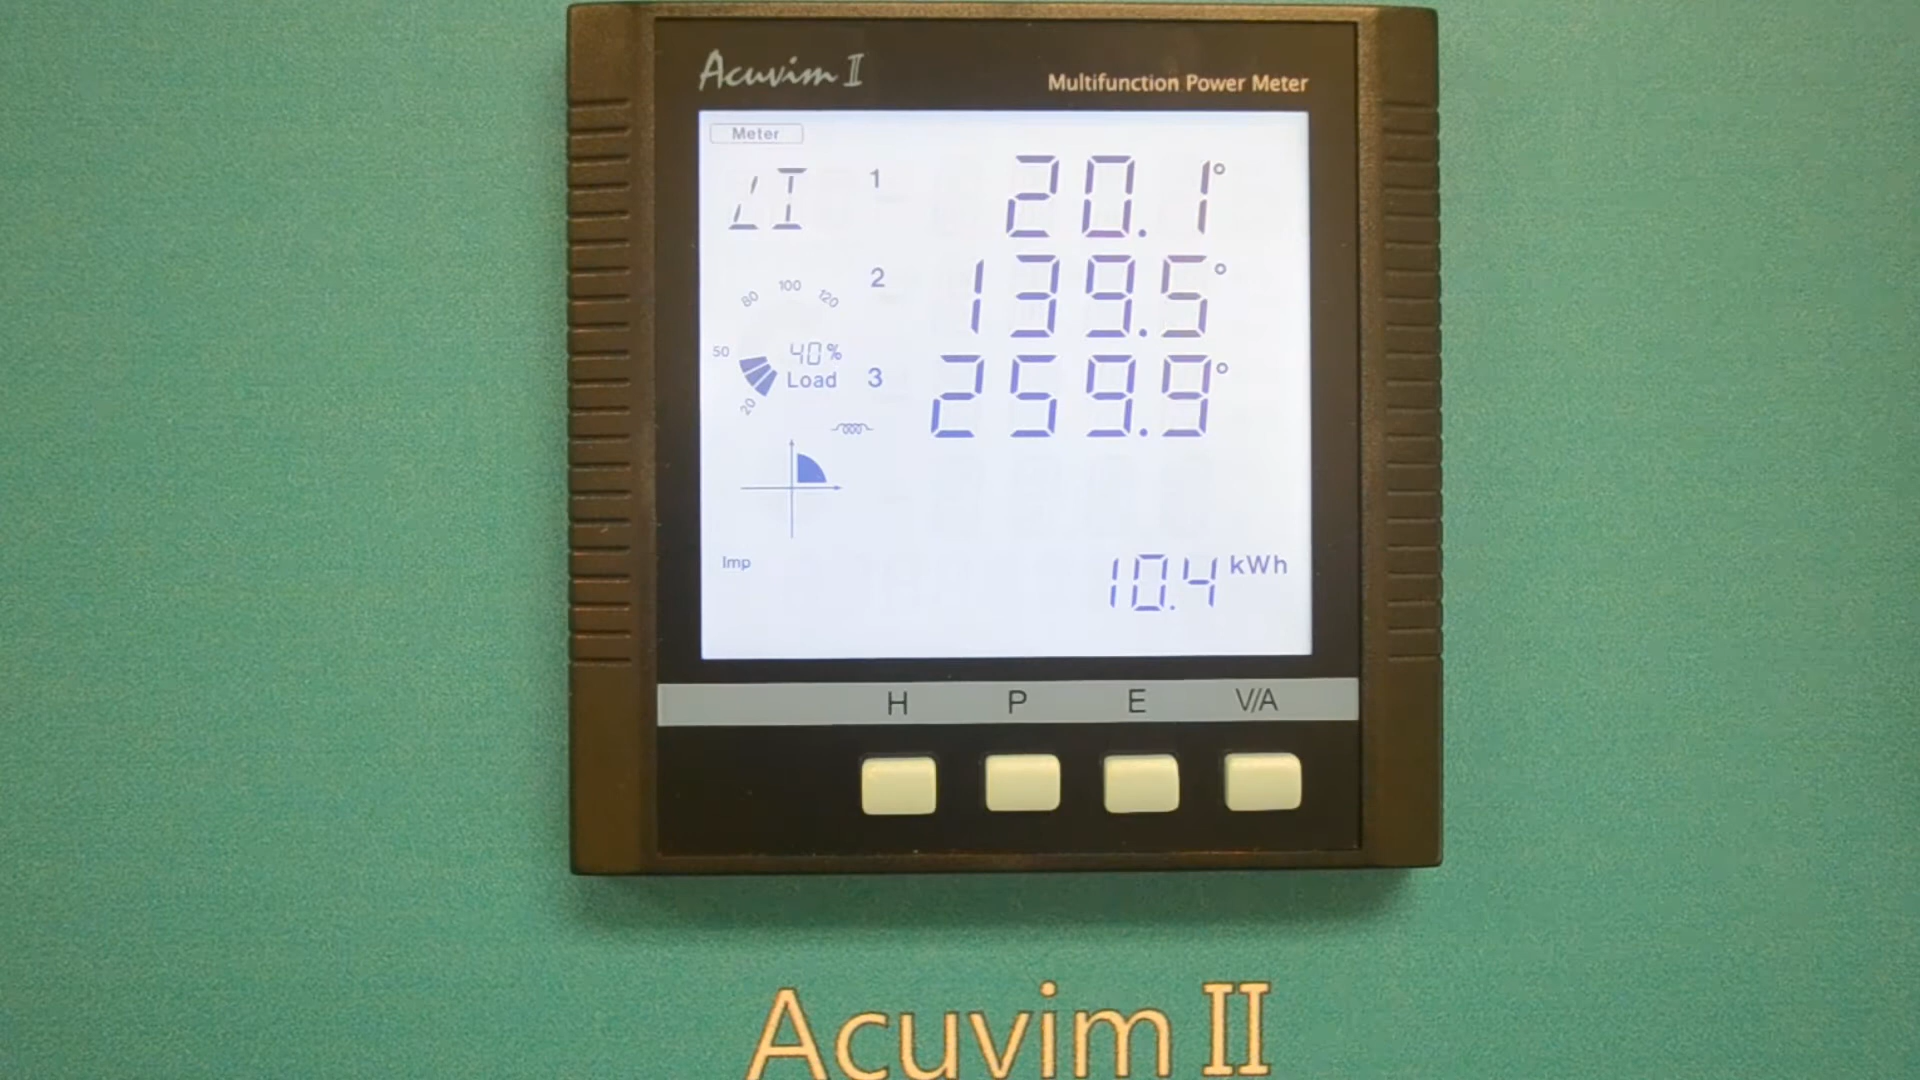 Acuvim II
Multifunction Power Meter
Meter
∠I
1 20.1°
2 139.5°
3 259.9°
20 50 80 100 120
40%
Load
Imp
10.4 kWh
H P E V/A
Acuvim II